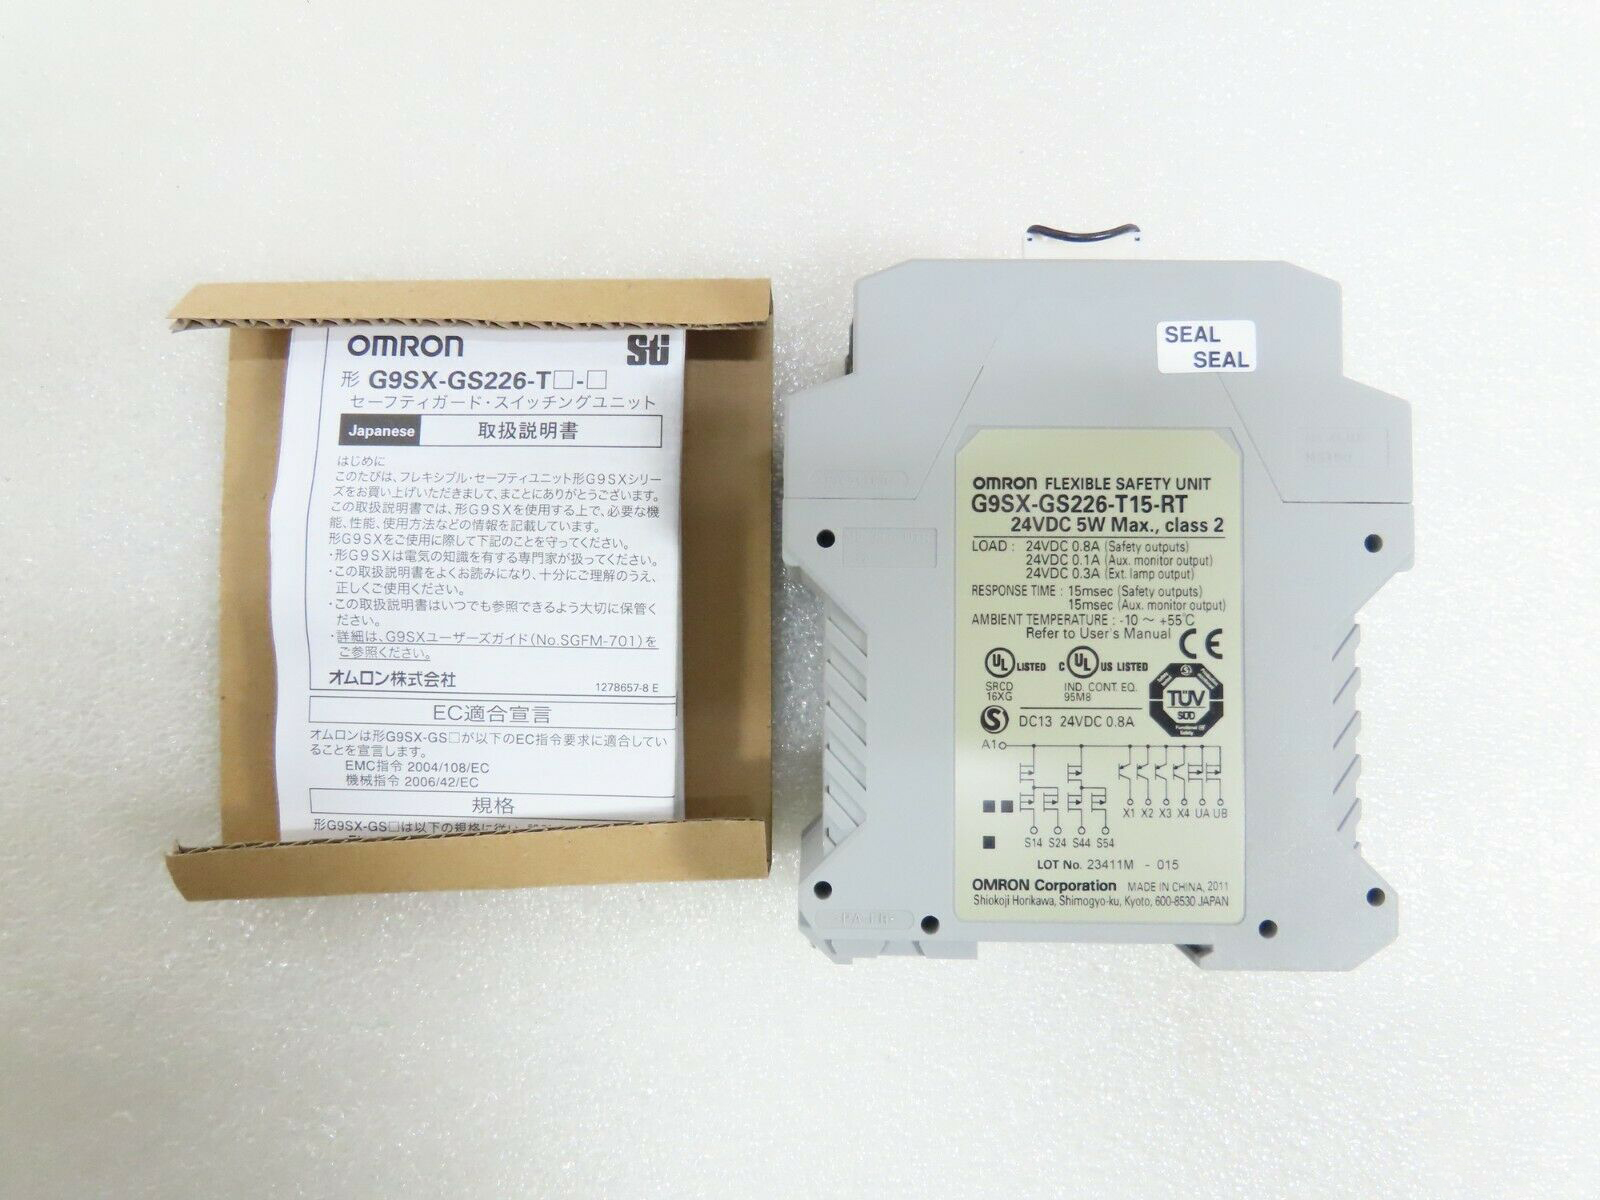 OMRON
Sti
形 G9SX-GS226-T□-□
セーフティガード・スイッチングユニット
Japanese 取扱説明書
はじめに
このたびは、フレキシブル・セーフティユニット形G9SXシリー
ズをお買い上げいただきまして、まことにありがとうございます。
この取扱説明書では、形G9SXを使用する上で、必要な機
能、性能、使用方法などの情報を記載しています。
形G9SXをご使用に際して下記のことを守ってください。
・形G9SXは電気の知識を有する専門家が扱ってください。
・この取扱説明書をよくお読みになり、十分にご理解のうえ、
正しくご使用ください。
・この取扱説明書はいつでも参照できるよう大切に保管く
ださい。
・詳細は、G9SXユーザーズガイド(No.SGFM-701)を
ご参照ください。
オムロン株式会社
1278657-8 E
EC適合宣言
オムロンは形G9SX-GS□が以下のEC指令要求に適合してい
ることを宣言します。
EMC指令 2004/108/EC
機械指令 2006/42/EC
規格
形G9SX-GS□は以下の規格に従い
SEAL
SEAL
OMRON FLEXIBLE SAFETY UNIT
G9SX-GS226-T15-RT
24VDC 5W Max., class 2
LOAD : 24VDC 0.8A (Safety outputs)
24VDC 0.1A (Aux. monitor output)
24VDC 0.3A (Ext. lamp output)
RESPONSE TIME : 15msec (Safety outputs)
15msec (Aux. monitor output)
AMBIENT TEMPERATURE : -10 ~ +55°C
Refer to User's Manual
CE
UL LISTED C UL US LISTED
SRCD IND. CONT. EQ.
16XG 95M8
TÜV
SÜD
Functional
Safety
S DC13 24VDC 0.8A
A1
X1 X2 X3 X4 UA UB
S14 S24 S44 S54
LOT No. 23411M - 015
OMRON Corporation MADE IN CHINA, 2011
Shiokoji Horikawa, Shimogyo-ku, Kyoto, 600-8530 JAPAN